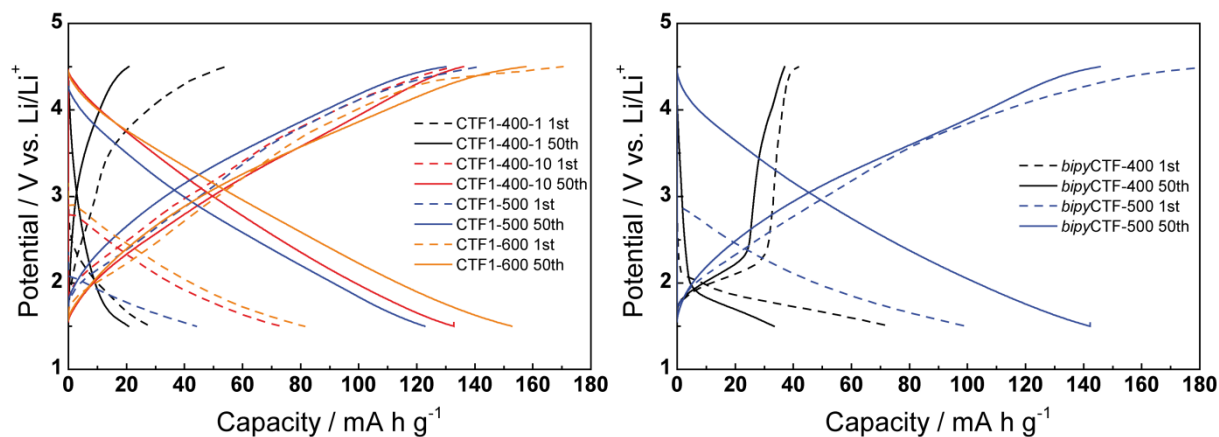 5
4
3
2
1
Potential / V vs. Li/Li⁺
CTF1-400-1 1st
CTF1-400-1 50th
CTF1-400-10 1st
CTF1-400-10 50th
CTF1-500 1st
CTF1-500 50th
CTF1-600 1st
CTF1-600 50th
0 20 40 60 80 100 120 140 160 180
Capacity / mA h g⁻¹
5
4
3
2
1
Potential / V vs. Li/Li⁺
bipyCTF-400 1st
bipyCTF-400 50th
bipyCTF-500 1st
bipyCTF-500 50th
0 20 40 60 80 100 120 140 160 180
Capacity / mA h g⁻¹